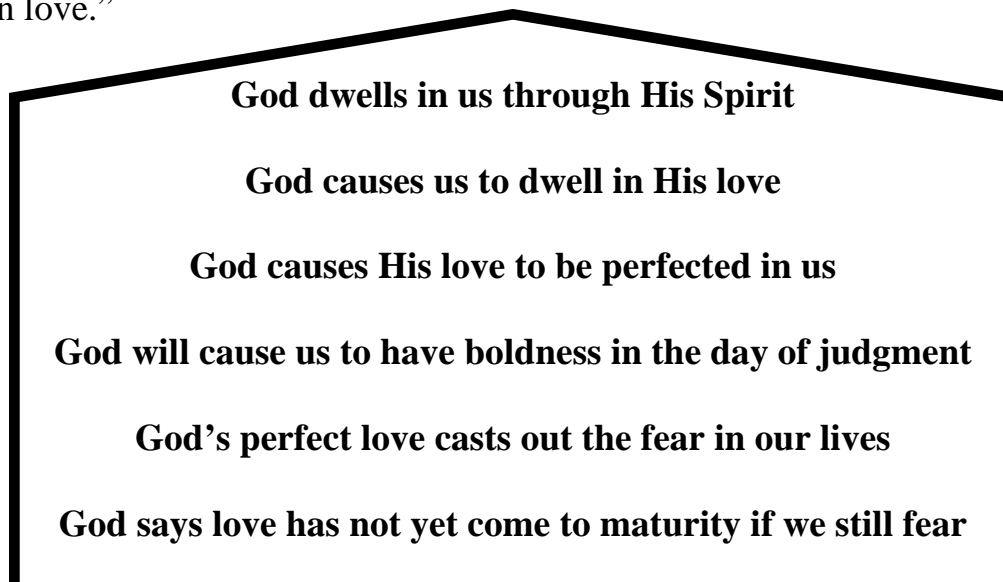 n love.”
God dwells in us through His Spirit
God causes us to dwell in His love
God causes His love to be perfected in us
God will cause us to have boldness in the day of judgment
God’s perfect love casts out the fear in our lives
God says love has not yet come to maturity if we still fear